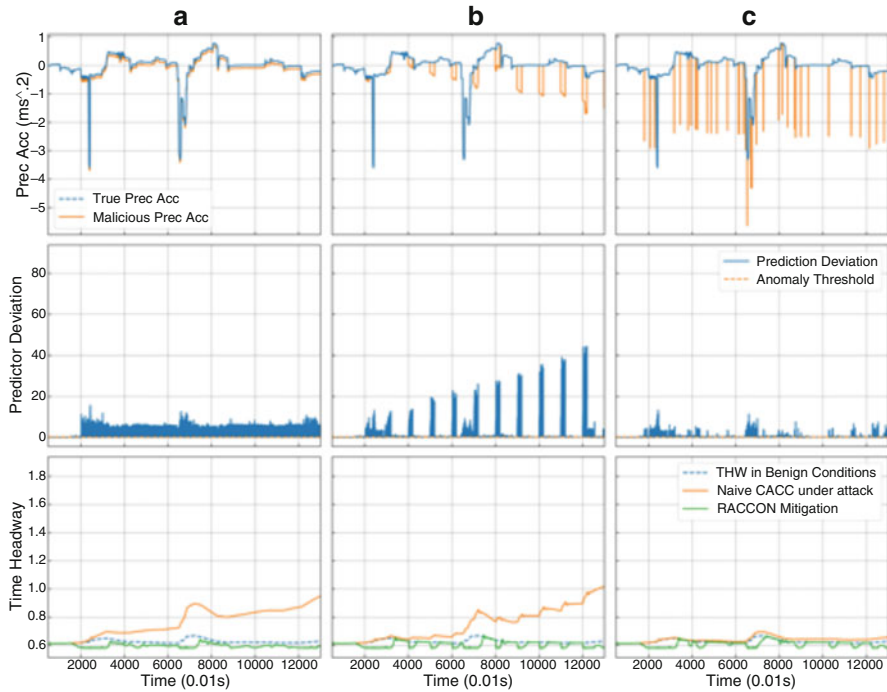 a b c
Prec Acc (ms^.2)
1
0
−1
−2
−3
−4
−5
True Prec Acc
Malicious Prec Acc
Predictor Deviation
80
60
40
20
0
Prediction Deviation
Anomaly Threshold
Time Headway
1.8
1.6
1.4
1.2
1.0
0.8
0.6
THW in Benign Conditions
Naive CACC under attack
RACCON Mitigation
2000 4000 6000 8000 10000 12000 2000 4000 6000 8000 10000 12000 2000 4000 6000 8000 10000 12000
Time (0.01s) Time (0.01s) Time (0.01s)